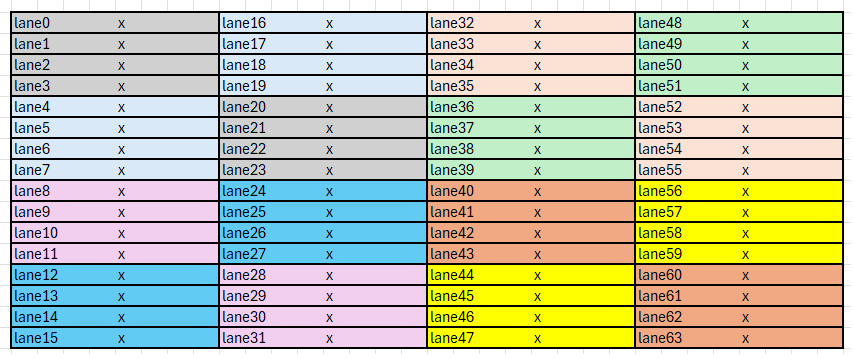 lane0 x lane16 x lane32 x lane48 x
lane1 x lane17 x lane33 x lane49 x
lane2 x lane18 x lane34 x lane50 x
lane3 x lane19 x lane35 x lane51 x
lane4 x lane20 x lane36 x lane52 x
lane5 x lane21 x lane37 x lane53 x
lane6 x lane22 x lane38 x lane54 x
lane7 x lane23 x lane39 x lane55 x
lane8 x lane24 x lane40 x lane56 x
lane9 x lane25 x lane41 x lane57 x
lane10 x lane26 x lane42 x lane58 x
lane11 x lane27 x lane43 x lane59 x
lane12 x lane28 x lane44 x lane60 x
lane13 x lane29 x lane45 x lane61 x
lane14 x lane30 x lane46 x lane62 x
lane15 x lane31 x lane47 x lane63 x